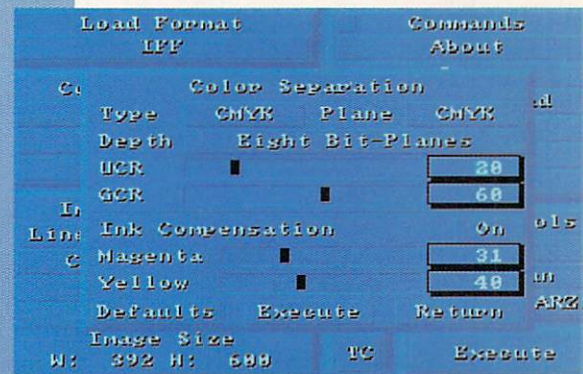 Load Format Commands
IFF About
Color Separation
Type CMYK Plane CMYK
Depth Eight Bit-Planes
UCR 20
GCR 60
Ink Compensation On
Magenta 31
Yellow 40
Defaults Execute Return
Image Size
W: 392 H: 600 TC Execute